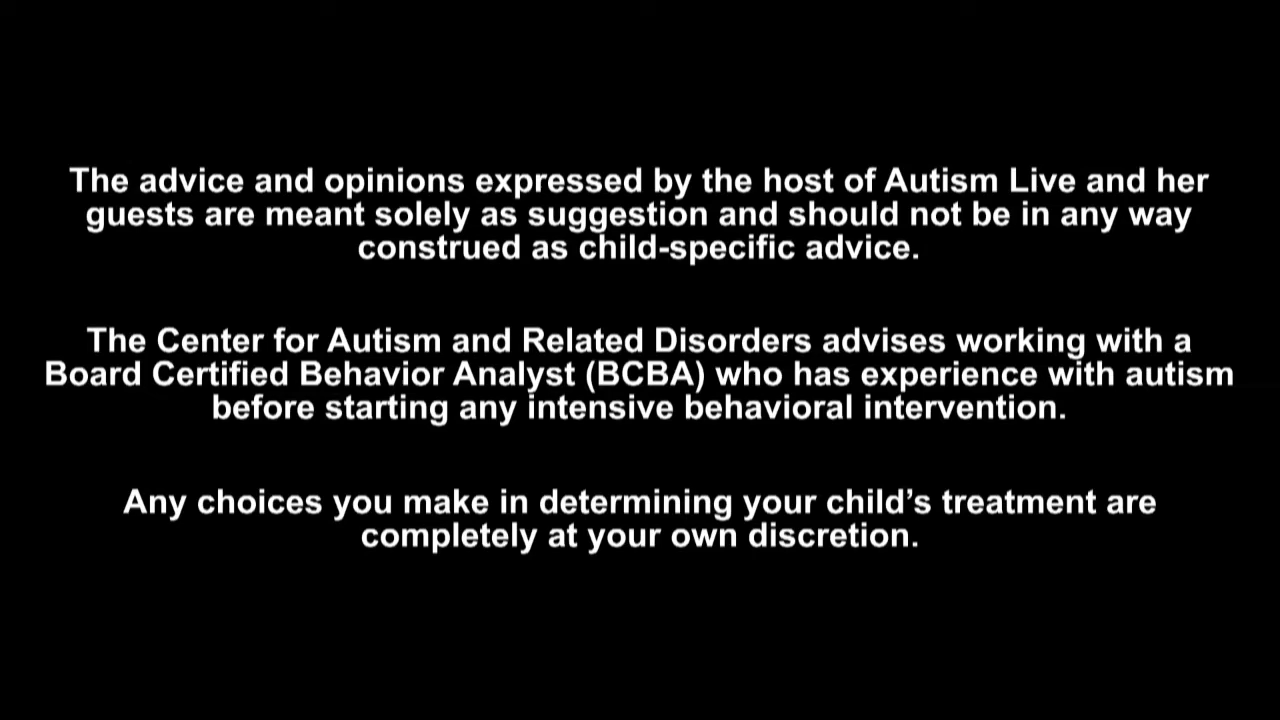 The advice and opinions expressed by the host of Autism Live and her
guests are meant solely as suggestion and should not be in any way
construed as child-specific advice.
The Center for Autism and Related Disorders advises working with a
Board Certified Behavior Analyst (BCBA) who has experience with autism
before starting any intensive behavioral intervention.
Any choices you make in determining your child’s treatment are
completely at your own discretion.